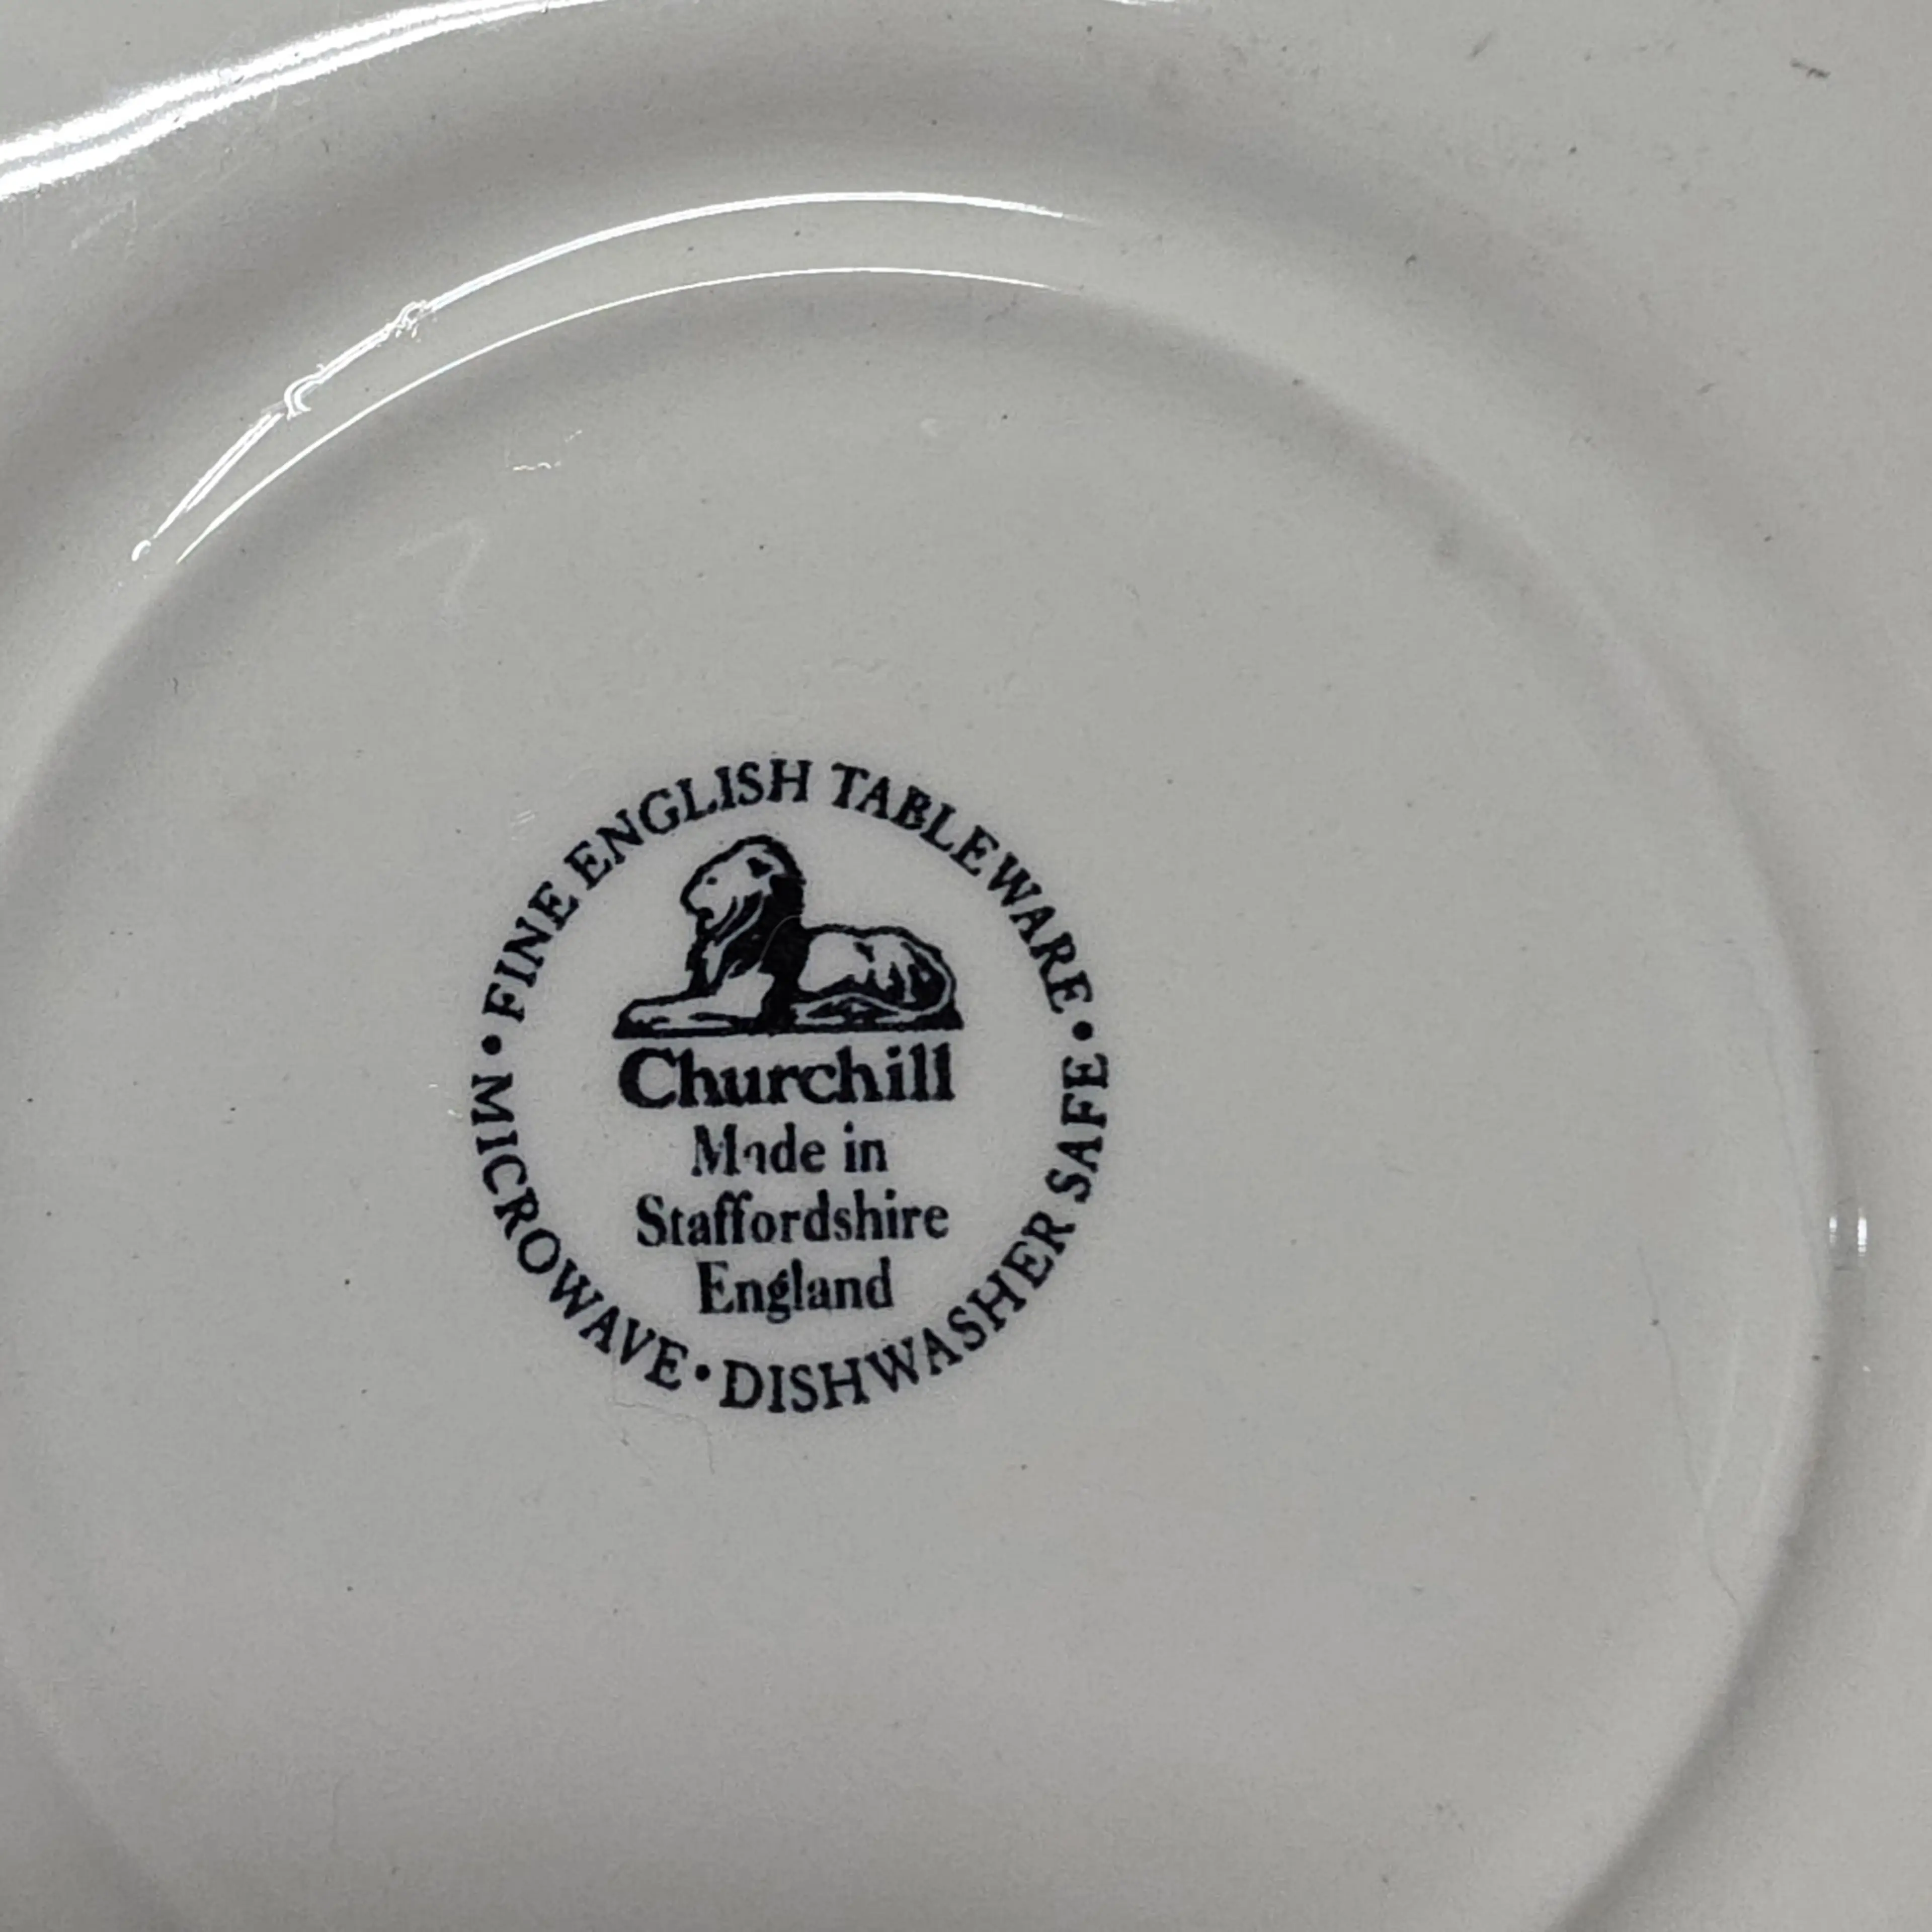 • FINE ENGLISH TABLEWARE •
Churchill
Made in
Staffordshire
England
MICROWAVE • DISHWASHER SAFE